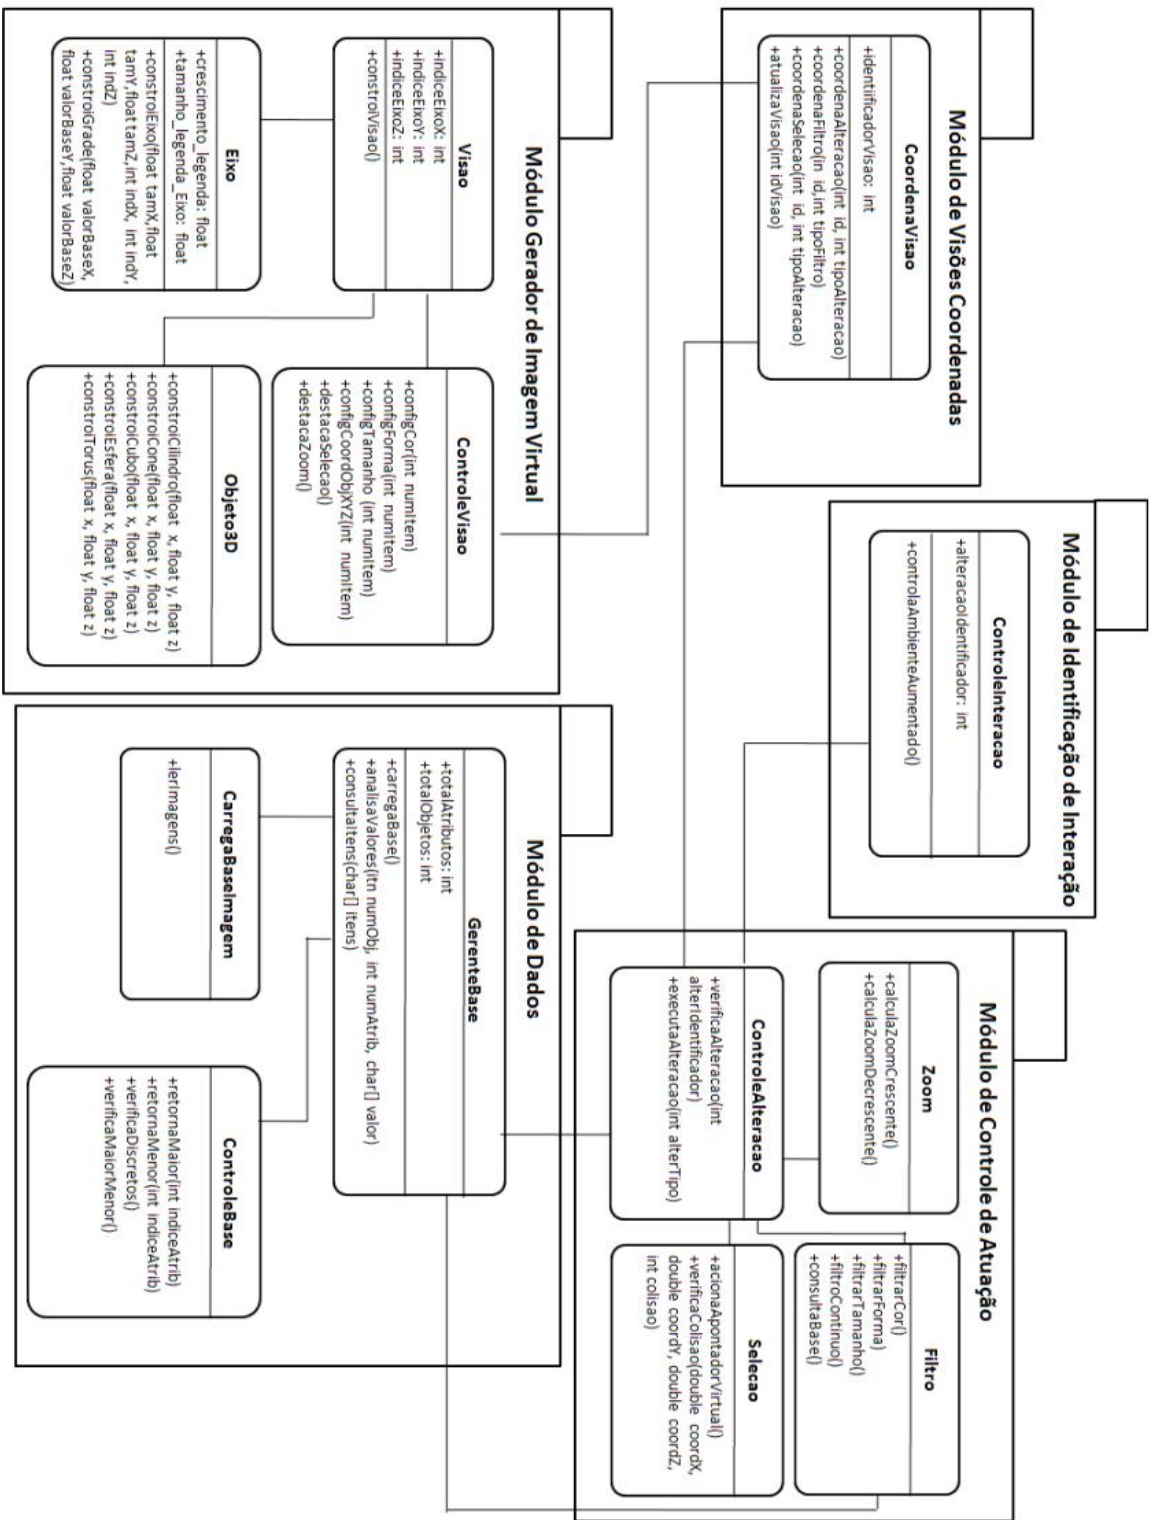 Módulo de Visões Coordenadas
CoordenaVisao
+identiificadorVisao: int
+coordenaAlteracao(int id, int tipoAlteracao)
+coordenaFiltro(in id,int tipoFiltro)
+coordenaSelecao(int id, int tipoAlteracao)
+atualizaVisao(int idVisao)
Módulo de Identificação de Interação
ControleInteracao
+alteracaoIdentificador: int
+controlaAmbienteAumentado()
Módulo de Controle de Atuação
Zoom
+calculaZoomCrescente()
+calculaZoomDecrescente()
Filtro
+filtrarCor()
+filtrarForma)
+filtrarTamanho()
+filtroContinuo()
+consultaBase()
ControleAlteracao
+verificaAlteracao(int
alterIdentificador)
+executaAlteracao(int alterTipo)
Selecao
+acionaApontadorVirtual()
+verificaColisao(double coordX,
double coordY, double coordZ,
int colisao)
Módulo Gerador de Imagem Virtual
Visao
+indiceEixoX: int
+indiceEixoY: int
+indiceEixoZ: int
+constroiVisao()
ControleVisao
+configCor(int numItem)
+configForma(int numItem)
+configTamanho (int numItem)
+configCoordObjXYZ(int numItem)
+destacaSelecao()
+destacaZoom()
Eixo
+crescimento_legenda: float
+tamanho_legenda_Eixo: float
+constroiEixo(float tamX,float
tamY,float tamZ,int indX, int indY,
int indZ)
+constroiGrade(float valorBaseX,
float valorBaseY,float valorBaseZ)
Objeto3D
+constroiCilindro(float x, float y, float z)
+constroiCone(float x, float y, float z)
+constroiCubo(float x, float y, float z)
+constroiEsfera(float x, float y, float z)
+constroiTorus(float x, float y, float z)
Módulo de Dados
GerenteBase
+totalAtributos: int
+totalObjetos: int
+carregaBase()
+analisaValores(itn numObj, int numAtrib, char[] valor)
+consultaItens(char[] itens)
CarregaBaseImagem
+lerImagens()
ControleBase
+retornaMaior(int indiceAtrib)
+retornaMenor(int indiceAtrib)
+verificaDiscretos()
+verificaMaiorMenor()